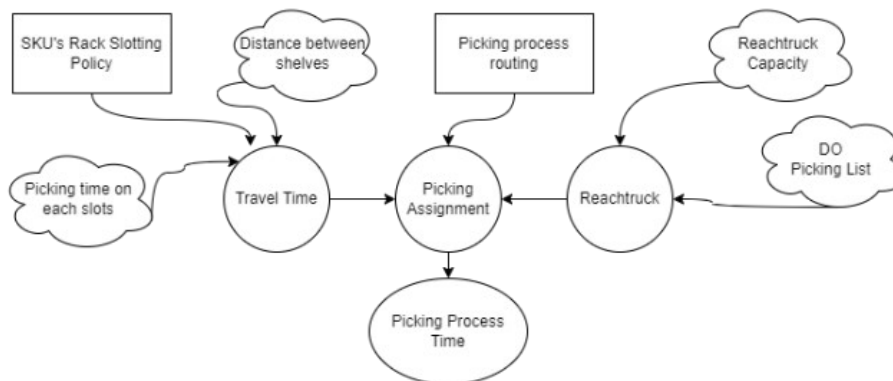 SKU's Rack Slotting
Policy
Distance between
shelves
Picking process
routing
Reachtruck
Capacity
DO
Picking List
Picking time on
each slots
Travel Time
Picking
Assignment
Reachtruck
Picking Process
Time